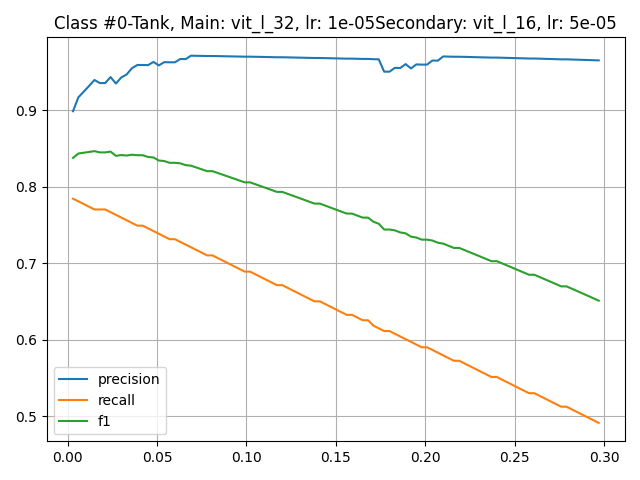 Class #0-Tank, Main: vit_l_32, lr: 1e-05Secondary: vit_l_16, lr: 5e-05
0.9
0.8
0.7
0.6
0.5
precision
recall
f1
0.00 0.05 0.10 0.15 0.20 0.25 0.30